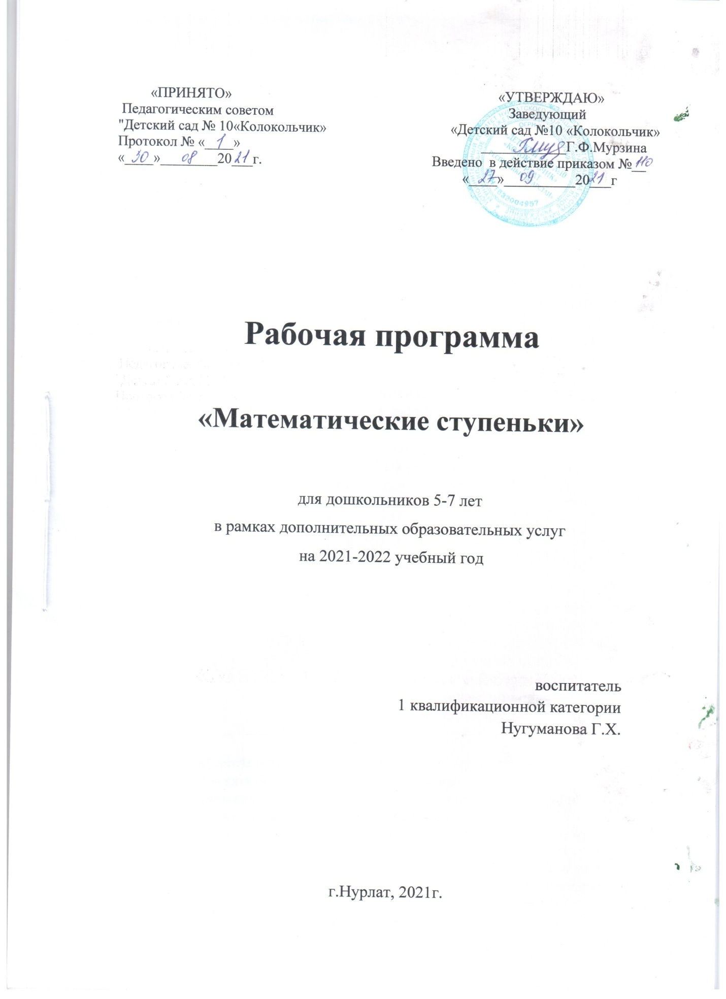 «ПРИНЯТО»
Педагогическим советом
"Детский сад № 10«Колокольчик»
Протокол № «1»
«30» 08 2021 г.
«УТВЕРЖДАЮ»
Заведующий
«Детский сад №10 «Колокольчик»
Г.Ф.Мурзина
Введено в действие приказом № 110
«27» 09 2021 г
Рабочая программа
«Математические ступеньки»
для дошкольников 5-7 лет
в рамках дополнительных образовательных услуг
на 2021-2022 учебный год
воспитатель
1 квалификационной категории
Нугуманова Г.Х.
г.Нурлат, 2021г.